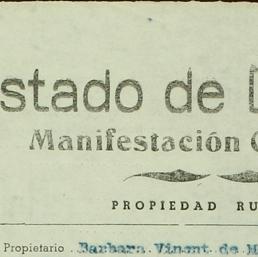 stado de
Manifestación
PROPIEDAD RU
Propietario Barbara Vinent de M